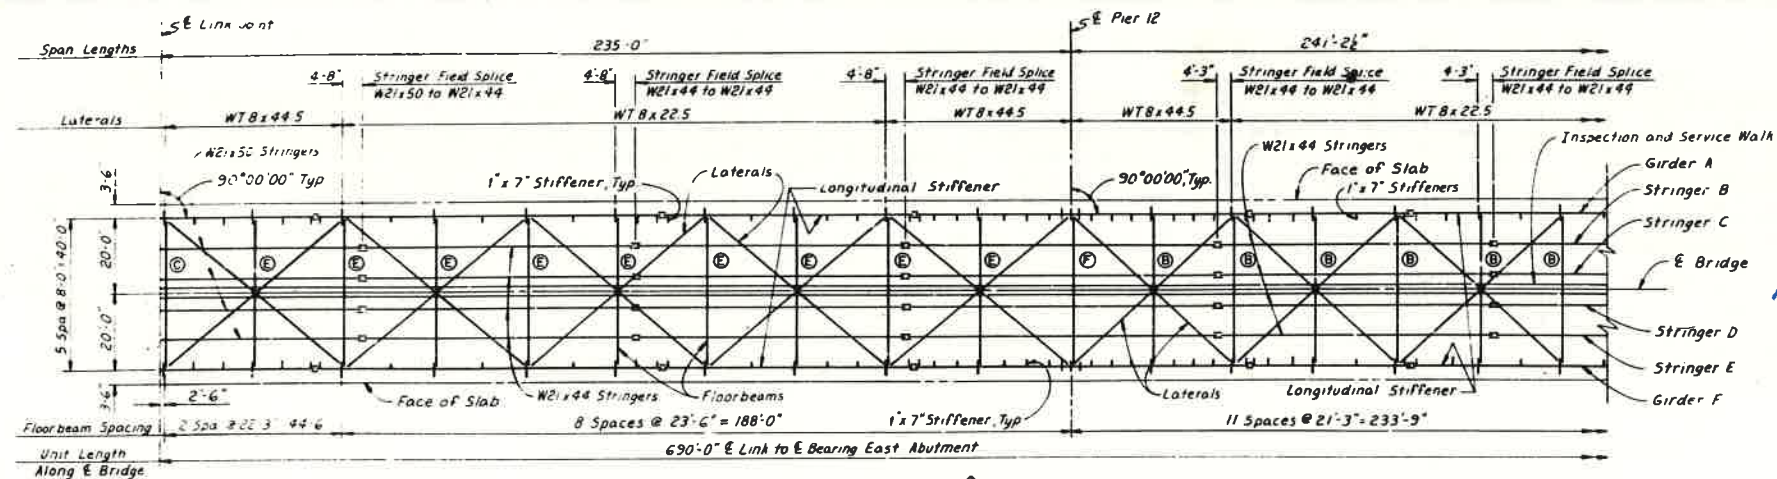 S ℄ Link Joint
S ℄ Pier 12
Span Lengths
235'-0"
241'-2½"
4'-8"
Stringer Field Splice
W21x50 to W21x44
4'-8"
Stringer Field Splice
W21x44 to W21x44
4'-8"
Stringer Field Splice
W21x44 to W21x44
4'-3"
Stringer Field Splice
W21x44 to W21x44
4'-3"
Stringer Field Splice
W21x44 to W21x44
Laterals
WT 8x44.5
WT 8x22.5
WT 8x44.5
WT 8x44.5
WT 8x22.5
W21x50 Stringers
90°00'00" Typ
1"x 7" Stiffener, Typ.
Laterals
Longitudinal Stiffener
90°00'00", Typ.
W21x44 Stringers
Face of Slab
1"x 7" Stiffeners
Inspection and Service Walk
Girder A
Stringer B
Stringer C
℄ Bridge
Stringer D
Stringer E
Girder F
3'-6
5 Spa @ 8'-0 = 40'-0
20'-0"
20'-0"
3'-6"
C E E E E E E E E E F B B B B B B
2'-6"
Face of Slab
W21x44 Stringers
Floorbeams
1"x 7" Stiffener, Typ
Laterals
Longitudinal Stiffener
Floorbeam Spacing
2 Spa @ 22'-3" 44'-6
8 Spaces @ 23'-6" = 188'-0"
11 Spaces @ 21'-3" = 233'-9"
Unit Length
Along ℄ Bridge
690'-0" ℄ Link to ℄ Bearing East Abutment